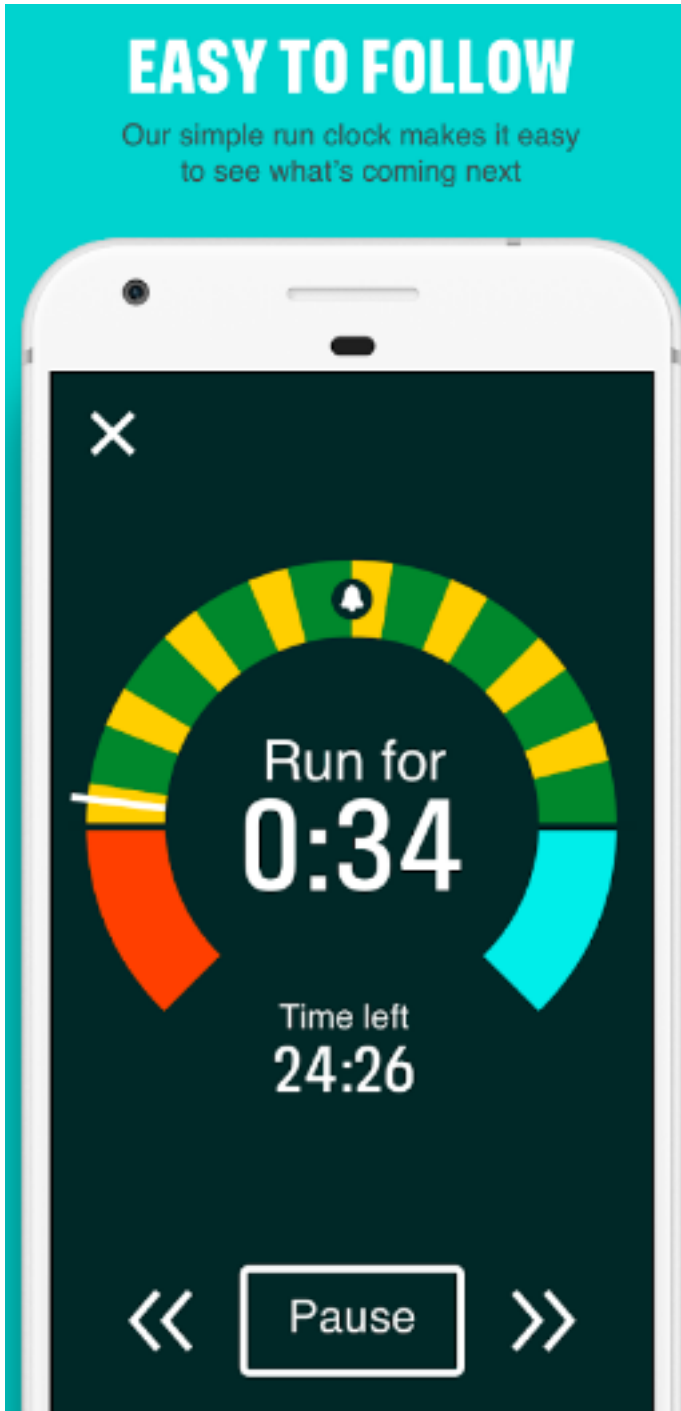 EASY TO FOLLOW
Our simple run clock makes it easy
to see what's coming next
Run for
0:34
Time left
24:26
Pause